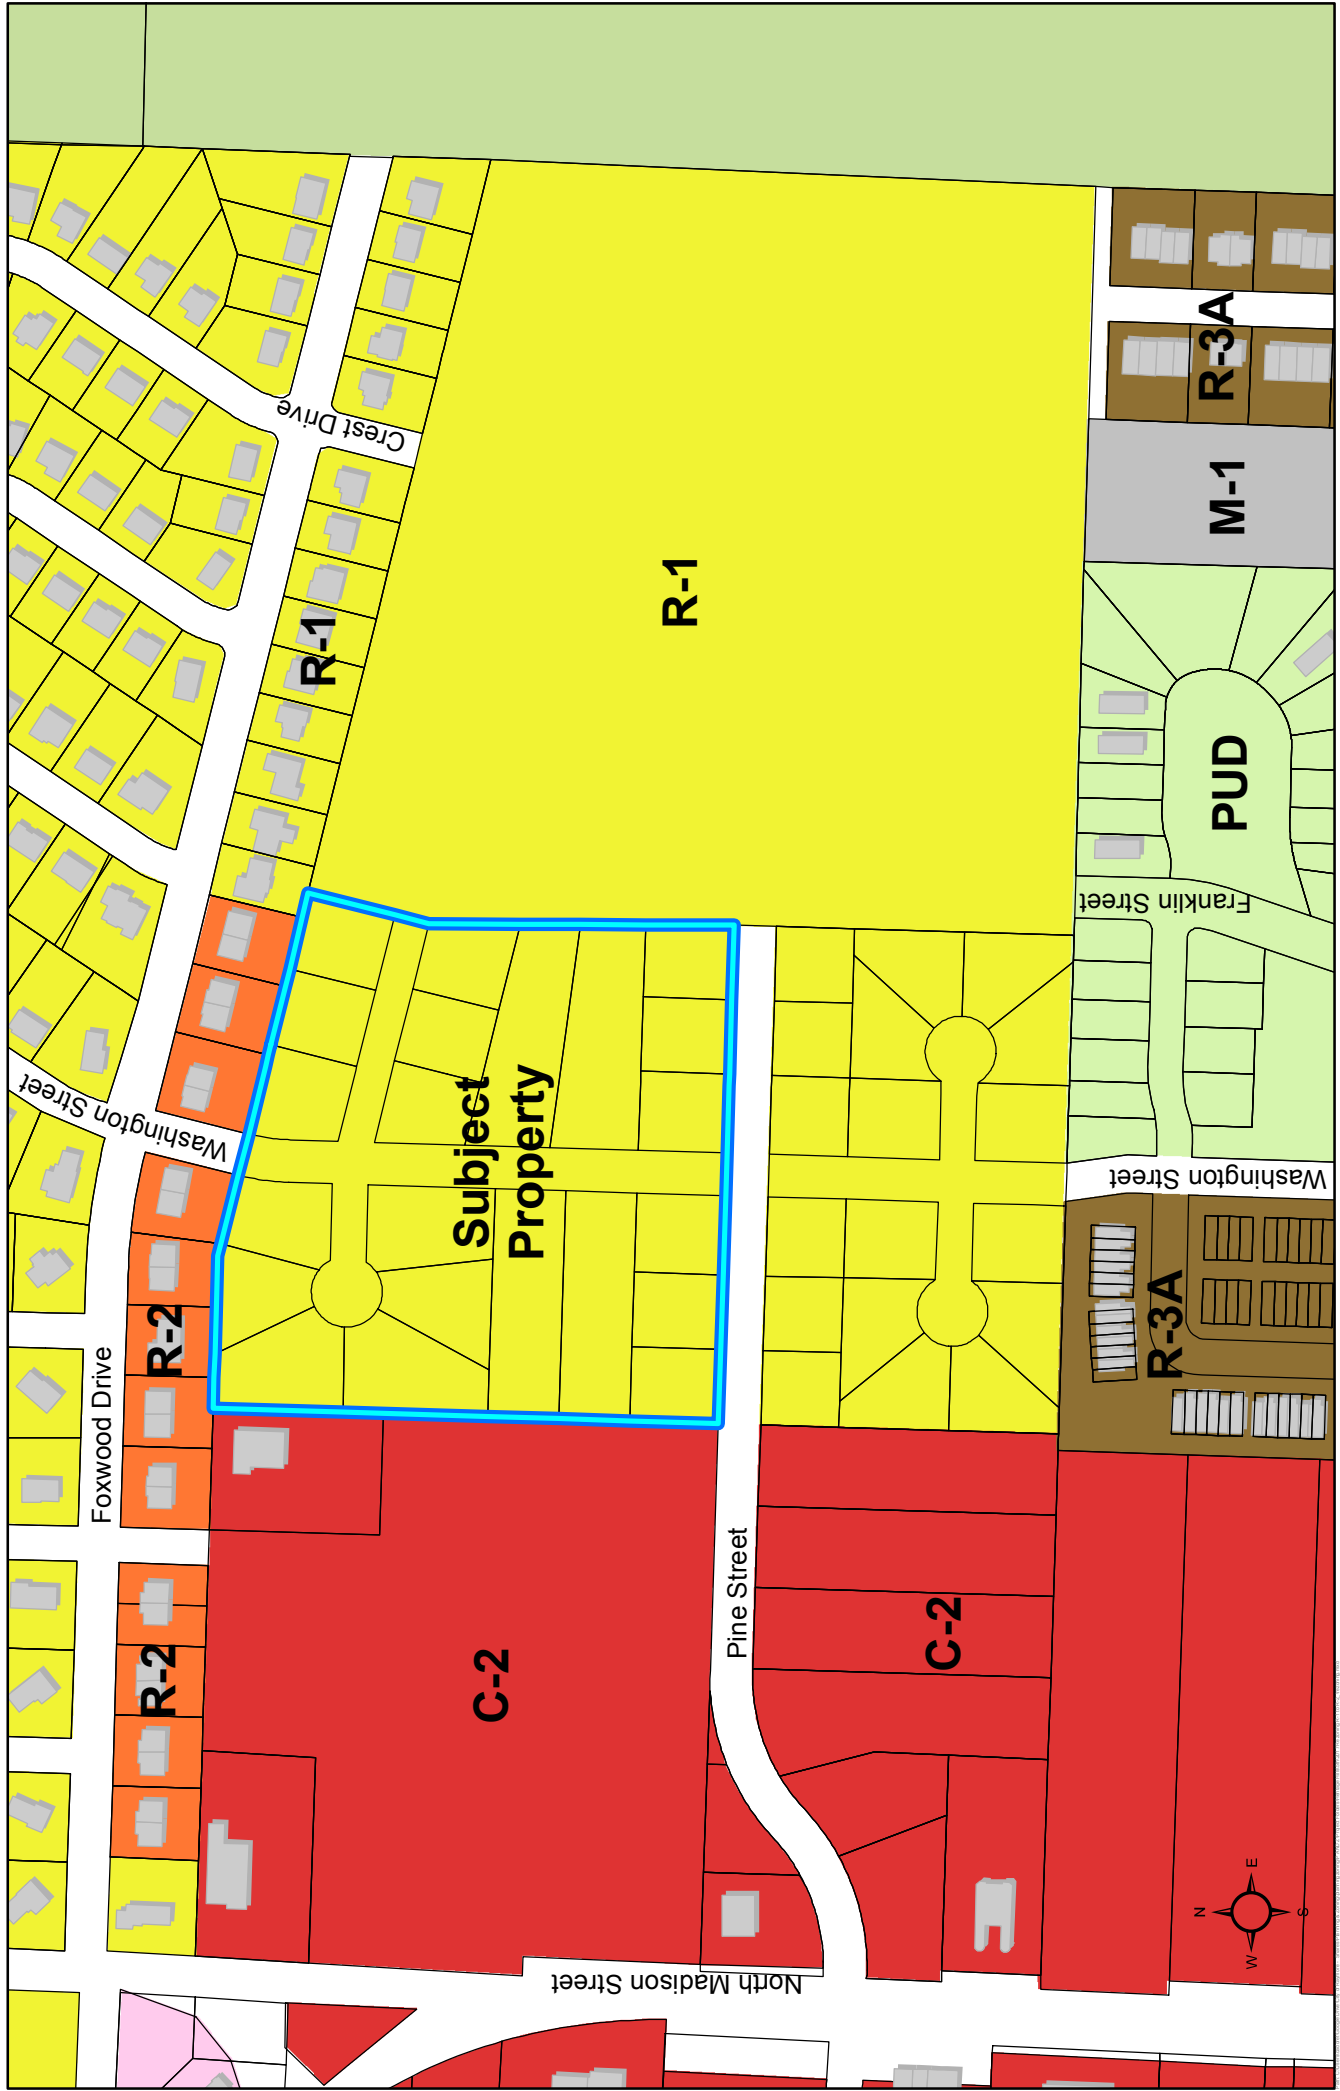 Crest Drive
R-3A
M-1
R-1
R-1
PUD
Franklin Street
Washington Street
Subject
Property
Washington Street
R-2
R-3A
Foxwood Drive
Pine Street
R-2
C-2
C-2
North Madison Street
N
E
S
W